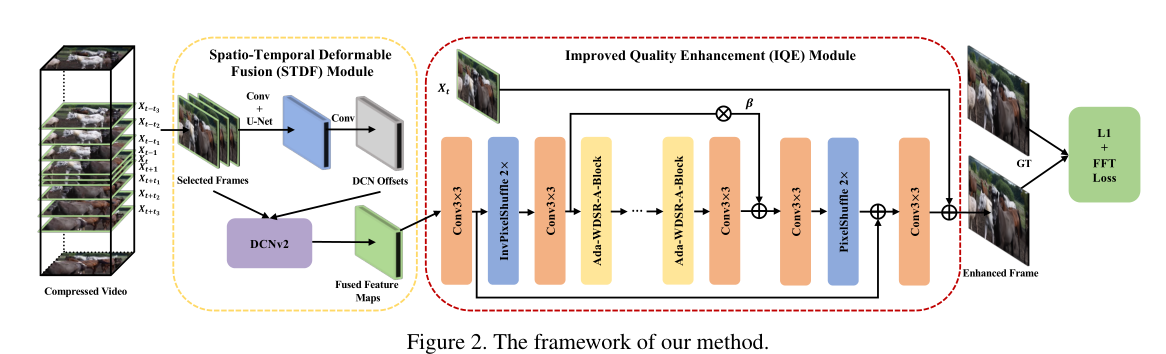 Spatio-Temporal Deformable
Fusion (STDF) Module
Improved Quality Enhancement (IQE) Module
X_{t-t_3}
X_{t-t_2}
X_{t-t_1}
X_{t-1}
X_t
X_{t+1}
X_{t+t_1}
X_{t+t_2}
X_{t+t_3}
Compressed Video
Conv
+
U-Net
Conv
Selected Frames
DCN Offsets
DCNv2
Fused Feature
Maps
X_t
β
Conv3×3
InvPixelShuffle 2×
Conv3×3
Ada-WDSR-A-Block
...
Ada-WDSR-A-Block
Conv3×3
Conv3×3
PixelShuffle 2×
Conv3×3
GT
Enhanced Frame
L1
+
FFT
Loss
Figure 2. The framework of our method.